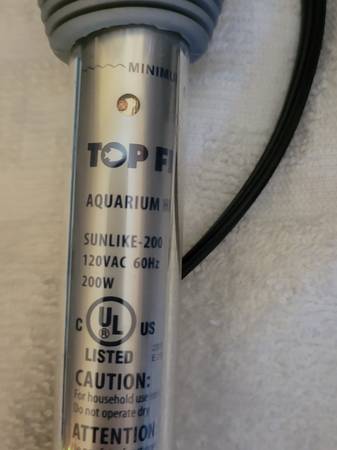 MINIMU
TOP FI
AQUARIUM H
SUNLIKE-200
120VAC 60Hz
200W
C UL US
®
LISTED
CAUTION:
For household use
Do not operate dry
ATTENTION